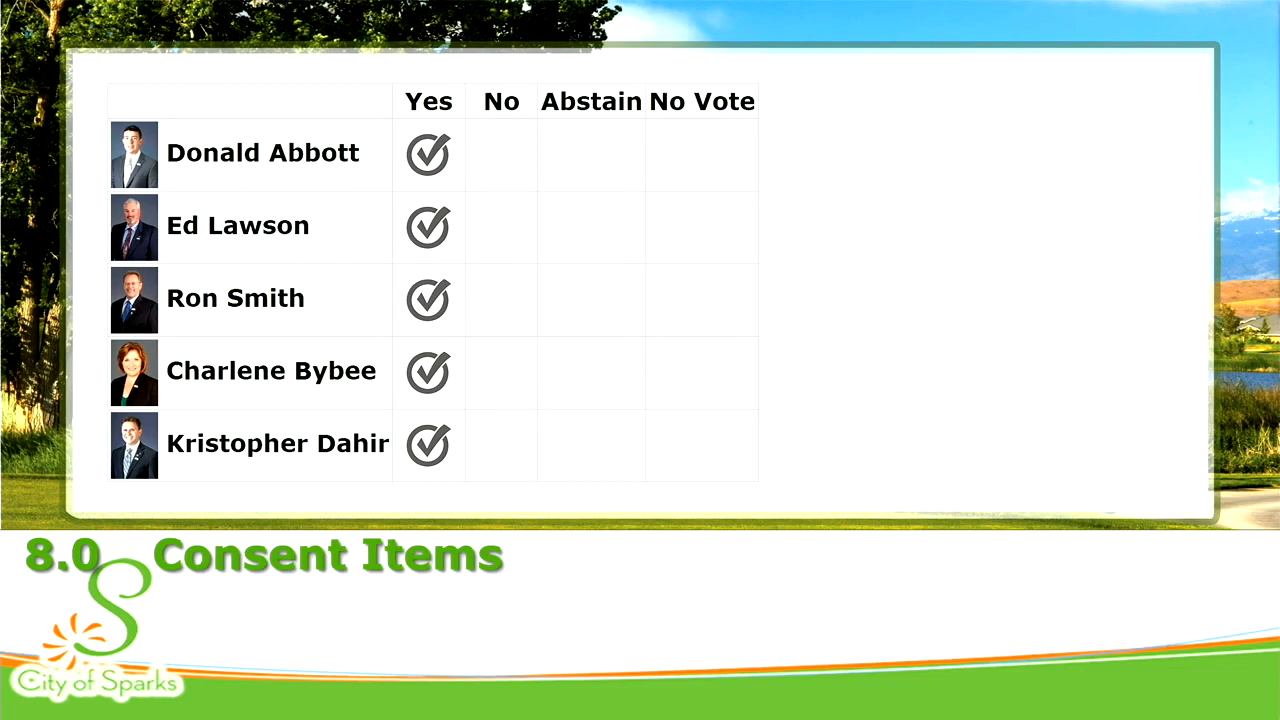 Yes No Abstain No Vote
Donald Abbott
Ed Lawson
Ron Smith
Charlene Bybee
Kristopher Dahir
8.0 Consent Items
S
City of Sparks